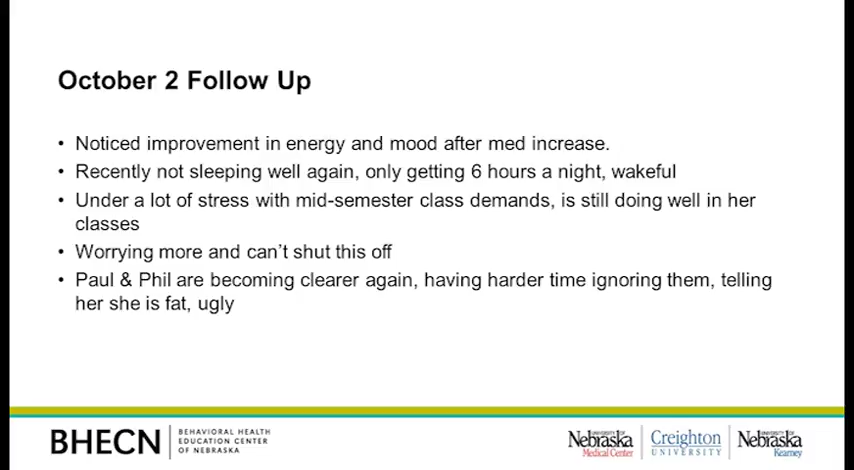 October 2 Follow Up
• Noticed improvement in energy and mood after med increase.
• Recently not sleeping well again, only getting 6 hours a night, wakeful
• Under a lot of stress with mid-semester class demands, is still doing well in her
classes
• Worrying more and can't shut this off
• Paul & Phil are becoming clearer again, having harder time ignoring them, telling
her she is fat, ugly
BHECN
BEHAVIORAL HEALTH
EDUCATION CENTER
OF NEBRASKA
UNIVERSITY OF
Nebraska
Medical Center
Creighton
UNIVERSITY
UNIVERSITY OF
Nebraska
Kearney